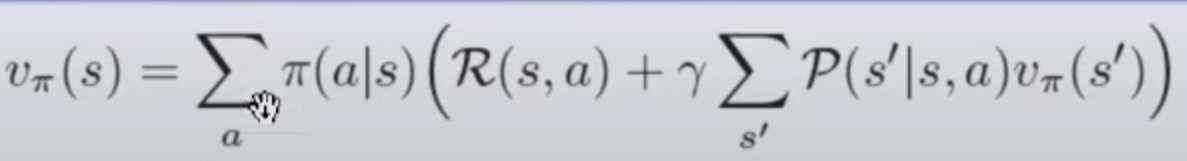 v_π(s) = ∑_a π(a|s)(ℛ(s, a) + γ ∑_{s′} 𝒫(s′|s, a)v_π(s′))